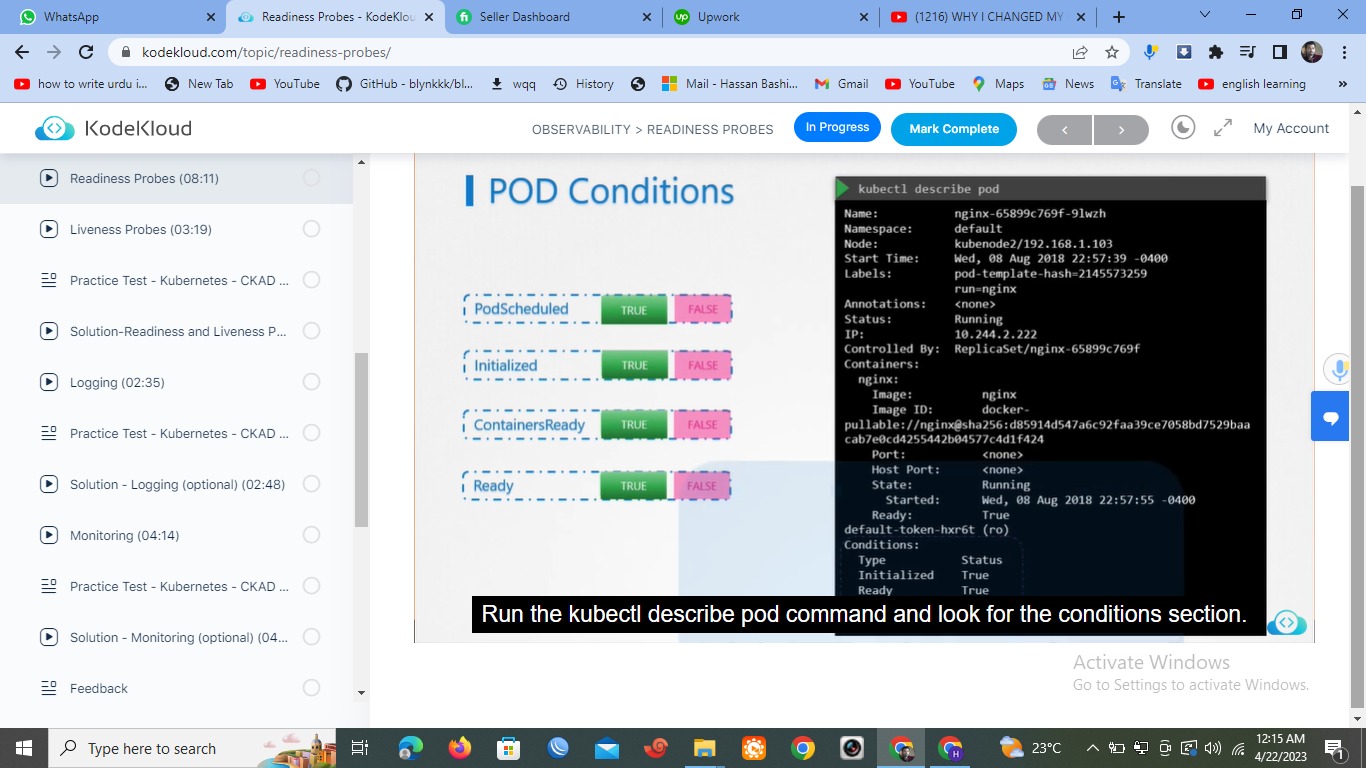 WhatsApp
Readiness Probes - KodeKlou
Seller Dashboard
Upwork
(1216) WHY I CHANGED MY
kodekloud.com/topic/readiness-probes/
how to write urdu i...
New Tab
YouTube
GitHub - blynkkk/bl...
wqq
History
Mail - Hassan Bashi...
Gmail
YouTube
Maps
News
Translate
english learning
»
KodeKloud
OBSERVABILITY > READINESS PROBES
In Progress
Mark Complete
My Account
Readiness Probes (08:11)
Liveness Probes (03:19)
Practice Test - Kubernetes - CKAD ...
Solution-Readiness and Liveness P...
Logging (02:35)
Practice Test - Kubernetes - CKAD ...
Solution - Logging (optional) (02:48)
Monitoring (04:14)
Practice Test - Kubernetes - CKAD ...
Solution - Monitoring (optional) (04...
Feedback
POD Conditions
PodScheduled TRUE FALSE
Initialized TRUE FALSE
ContainersReady TRUE FALSE
Ready TRUE FALSE
kubectl describe pod
Name: nginx-65899c769f-9lwzh
Namespace: default
Node: kubenode2/192.168.1.103
Start Time: Wed, 08 Aug 2018 22:57:39 -0400
Labels: pod-template-hash=2145573259
run=nginx
Annotations: <none>
Status: Running
IP: 10.244.2.222
Controlled By: ReplicaSet/nginx-65899c769f
Containers:
nginx:
Image: nginx
Image ID: docker-
pullable://nginx@sha256:d85914d547a6c92faa39ce7058bd7529baa
cab7e0cd4255442b04577c4d1f424
Port: <none>
Host Port: <none>
State: Running
Started: Wed, 08 Aug 2018 22:57:55 -0400
Ready: True
default-token-hxr6t (ro)
Conditions:
Type Status
Initialized True
Ready True
Run the kubectl describe pod command and look for the conditions section.
Activate Windows
Go to Settings to activate Windows.
Type here to search
23°C
12:15 AM
4/22/2023
1